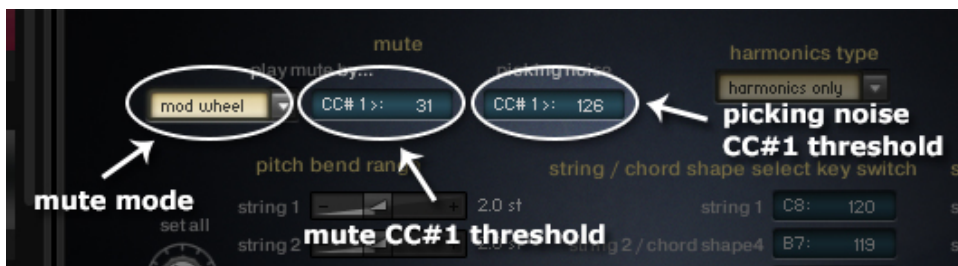 mute
play mute by...
picking noise
harmonics type
mod wheel
CC# 1 >: 31
CC# 1 >: 126
harmonics only
picking noise
CC#1 threshold
mute mode
pitch bend
string / chord shape select key switch
mute CC#1 threshold
set all
string 1
- +
2.0 st
string 1
C8: 120
string 2
string 2 / chord shape4
B7: 119